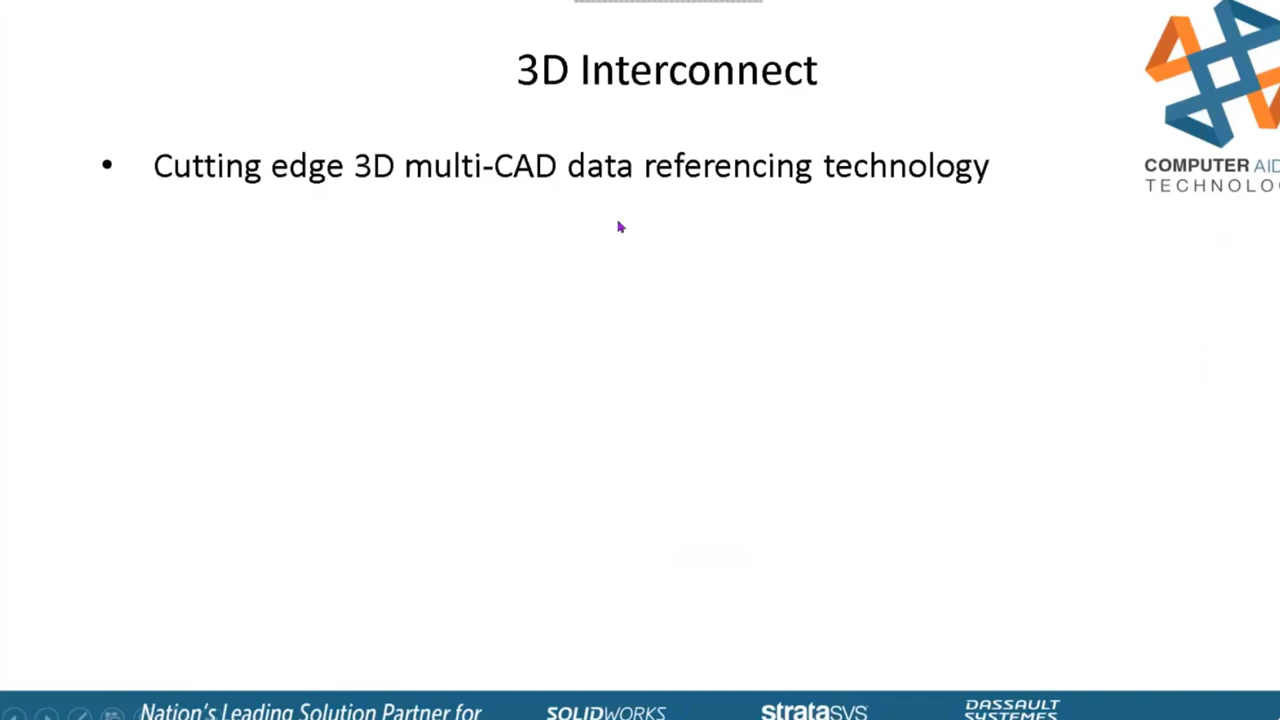 3D Interconnect
• Cutting edge 3D multi-CAD data referencing technology
COMPUTER AID
TECHNOLO
Nation's Leading Solution Partner for
SOLIDWORKS
stratasys
DASSAULT
SYSTEMES